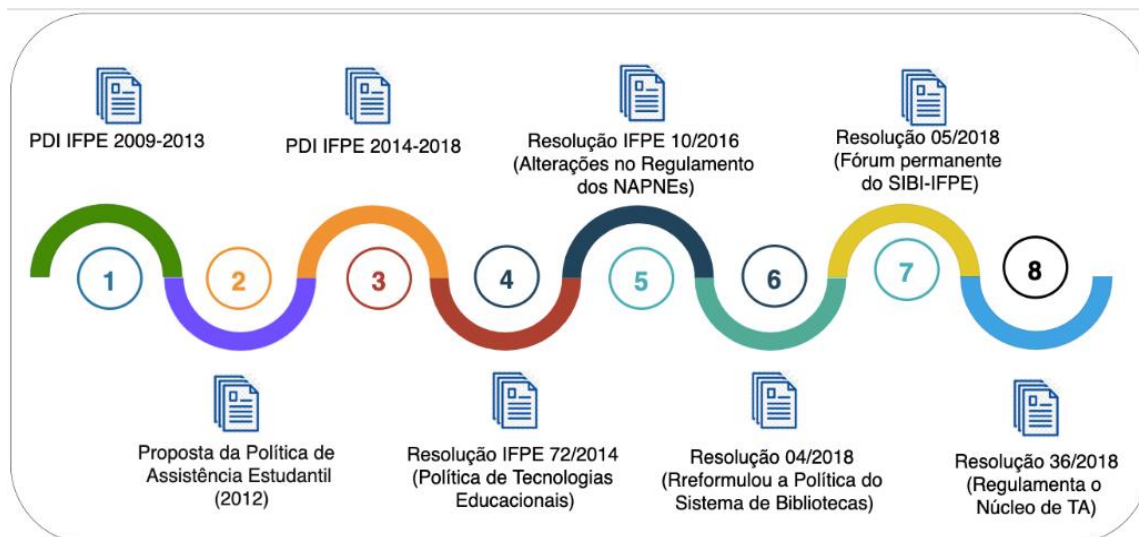 PDI IFPE 2009-2013
PDI IFPE 2014-2018
Resolução IFPE 10/2016
(Alterações no Regulamento
dos NAPNEs)
Resolução 05/2018
(Fórum permanente
do SIBI-IFPE)
1
2
3
4
5
6
7
8
Proposta da Política de
Assistência Estudantil
(2012)
Resolução IFPE 72/2014
(Política de Tecnologias
Educacionais)
Resolução 04/2018
(Rreformulou a Política do
Sistema de Bibliotecas)
Resolução 36/2018
(Regulamenta o
Núcleo de TA)